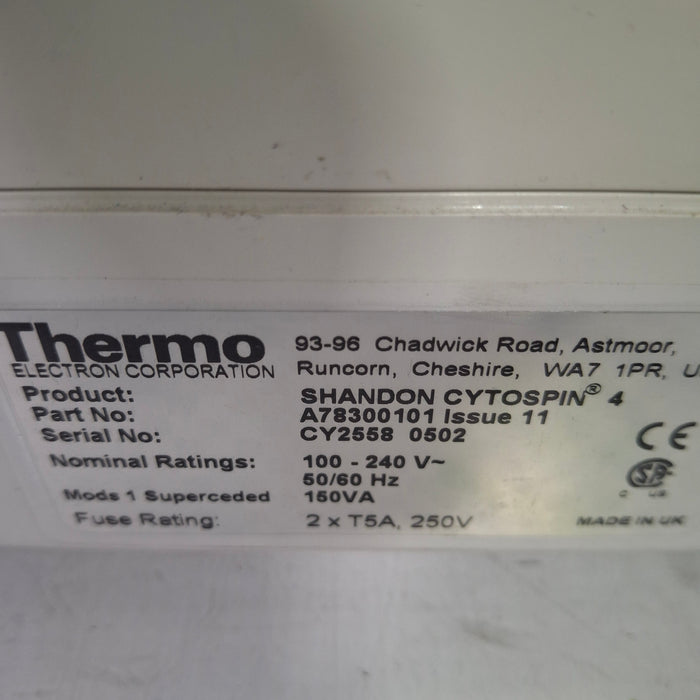 Thermo
ELECTRON CORPORATION
93-96 Chadwick Road, Astmoor,
Runcorn, Cheshire, WA7 1PR, U
Product: SHANDON CYTOSPIN® 4
Part No: A78300101 Issue 11
Serial No: CY2558 0502
Nominal Ratings: 100 - 240 V~
50/60 Hz
Mods 1 Superceded 150VA
Fuse Rating: 2 x T5A, 250V
CE
SA
C US
MADE IN UK